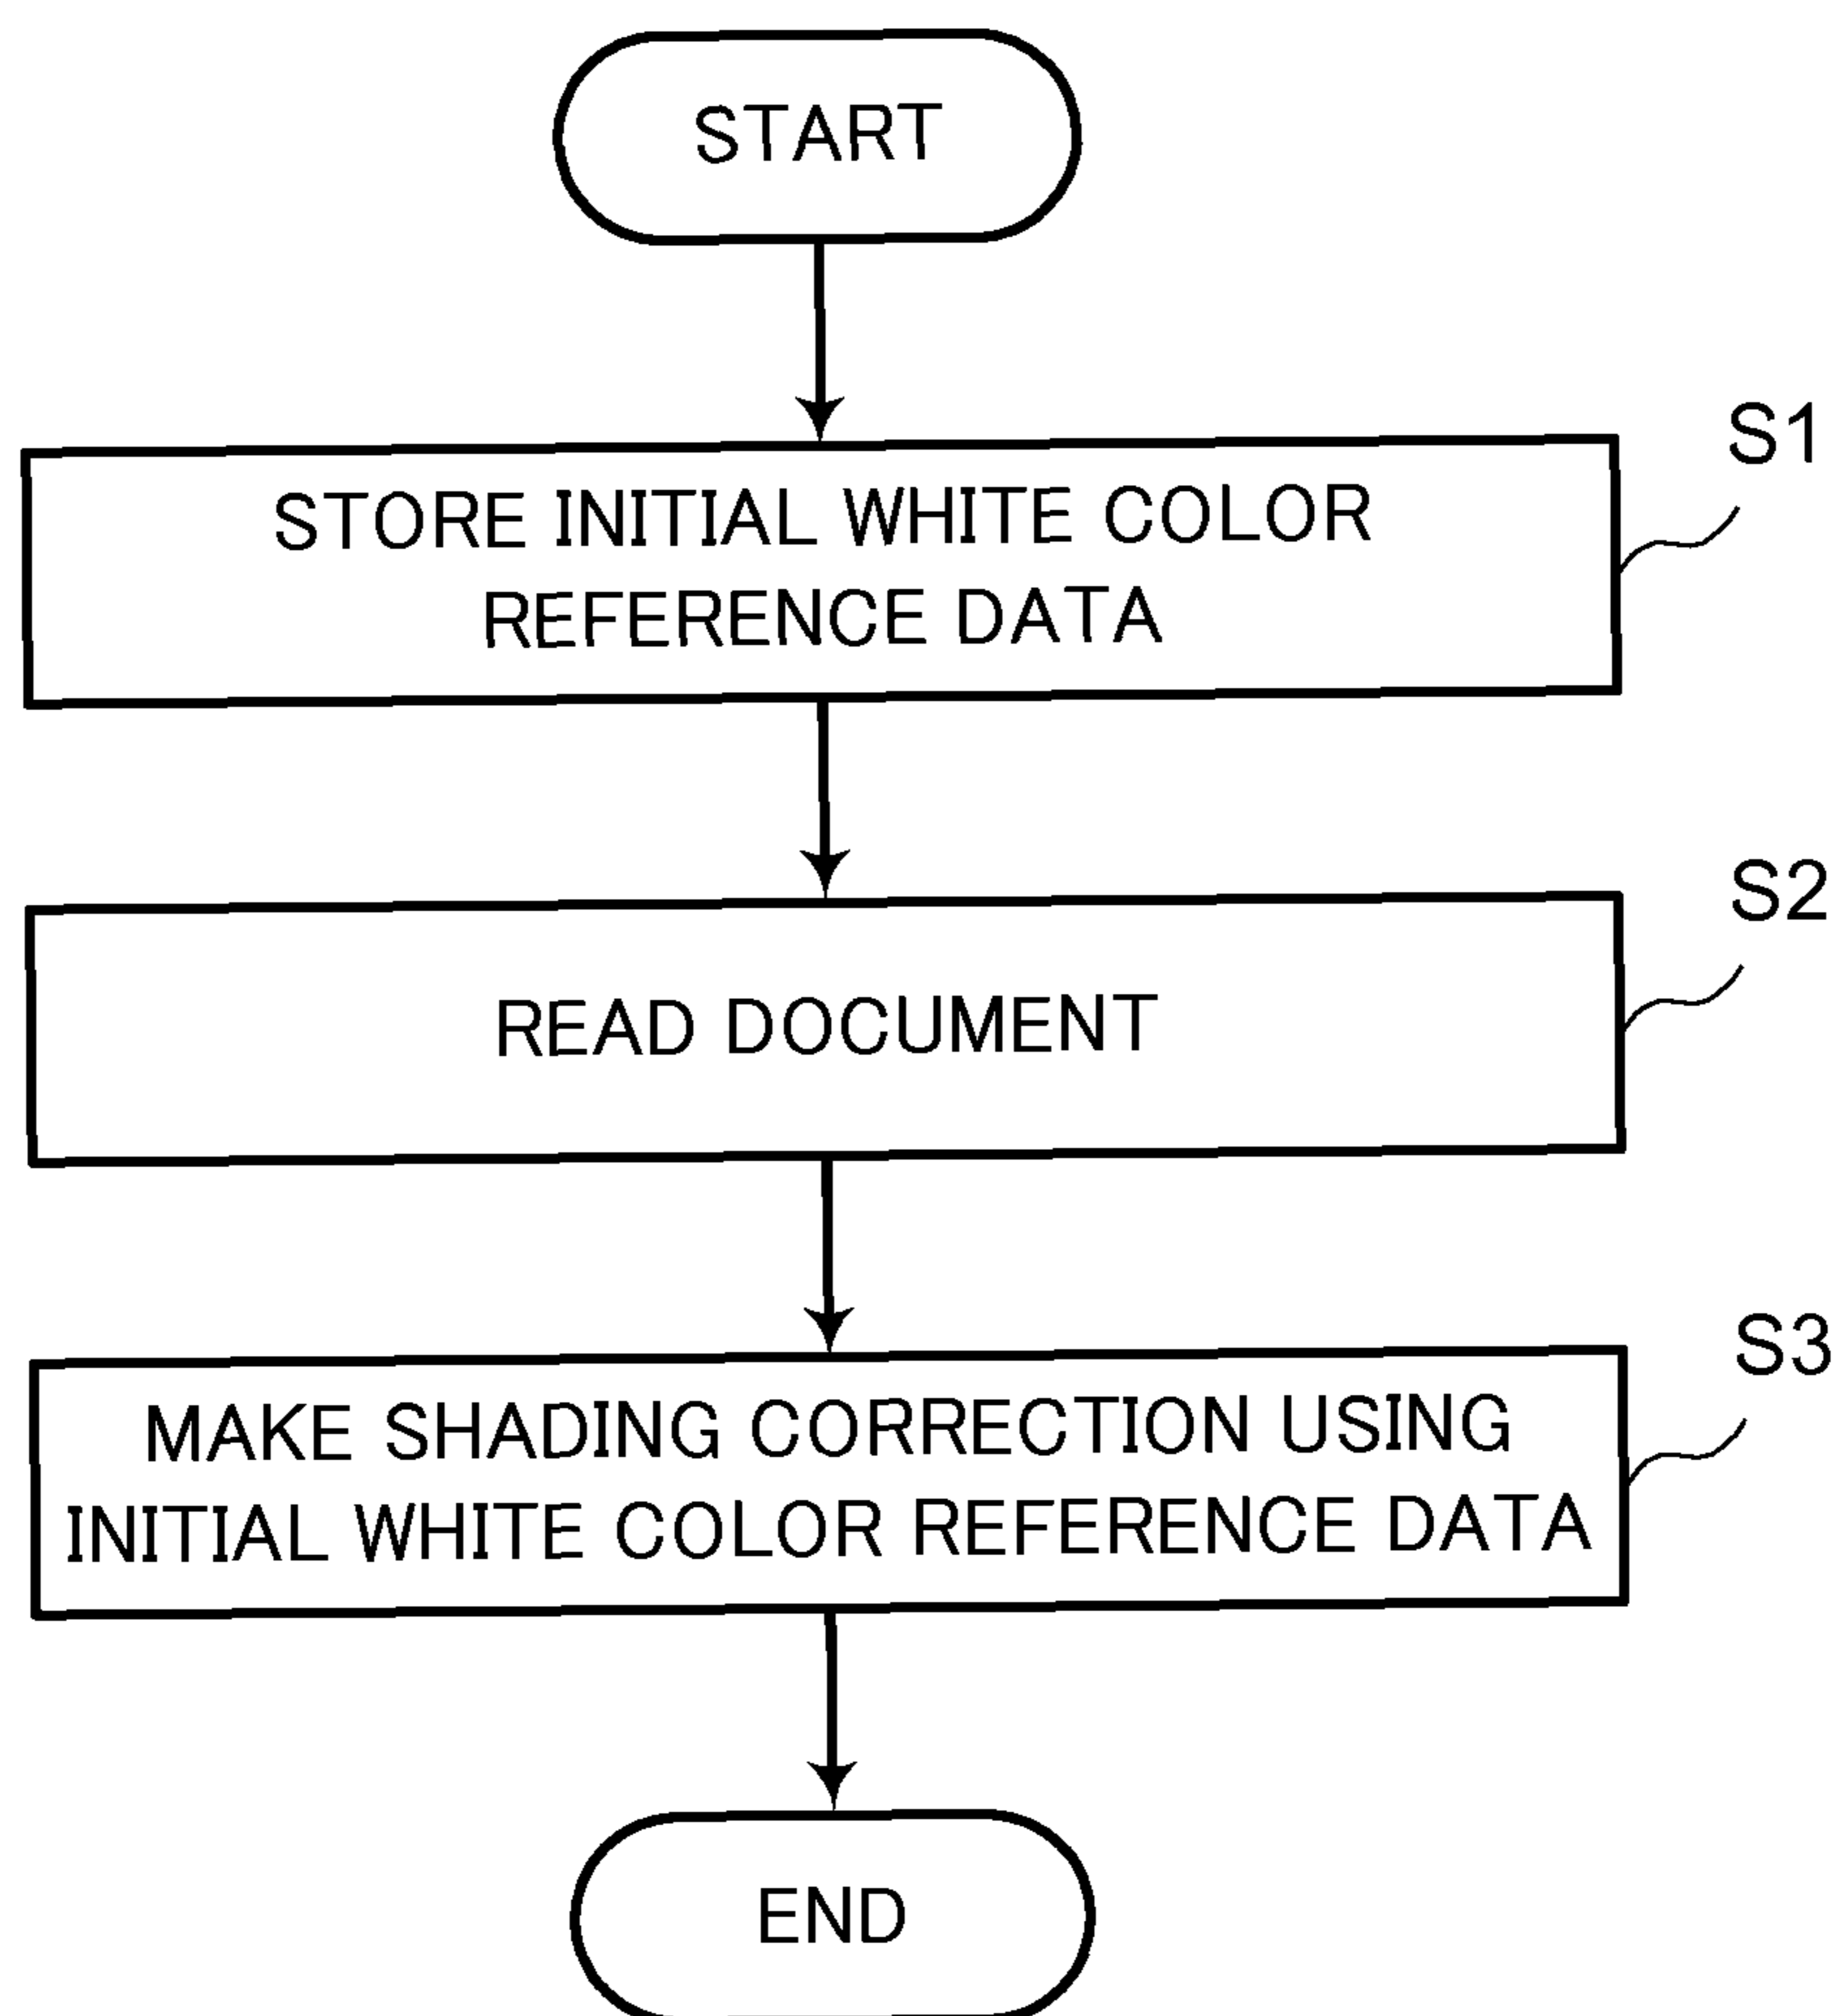 START
S1
STORE INITIAL WHITE COLOR
REFERENCE DATA
S2
READ DOCUMENT
S3
MAKE SHADING CORRECTION USING
INITIAL WHITE COLOR REFERENCE DATA
END